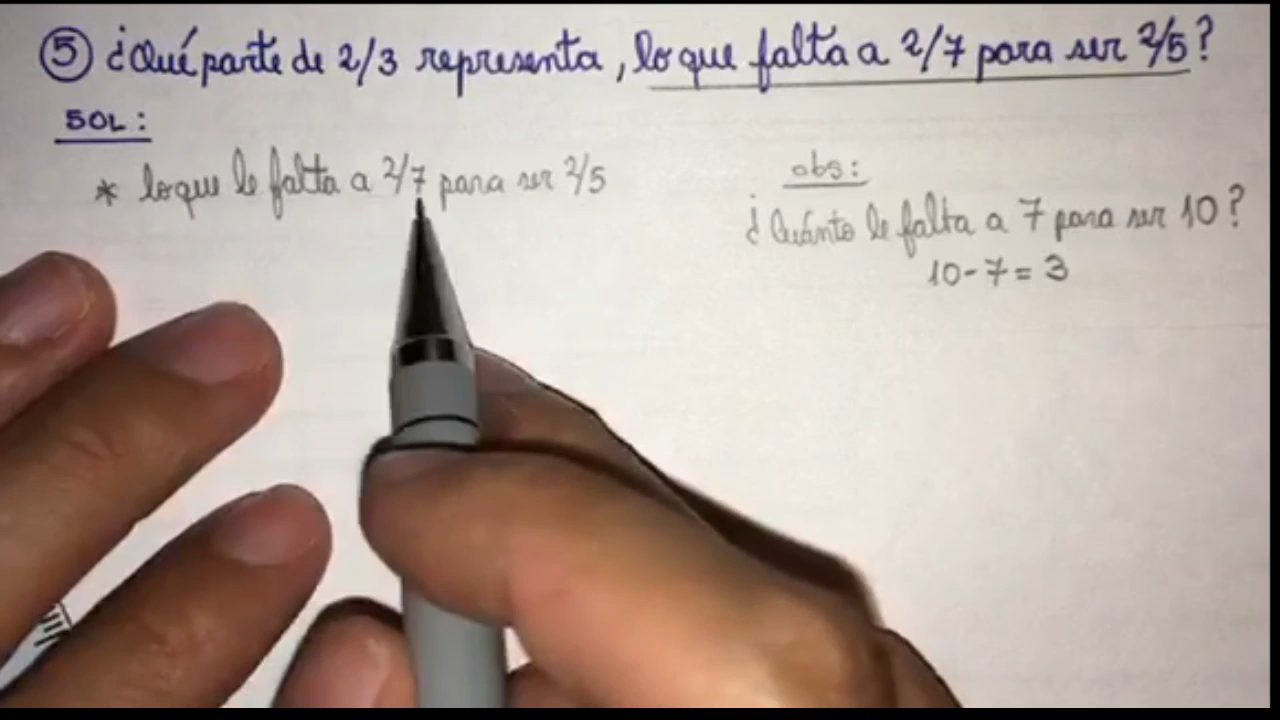 5 ¿Qué parte de 2/3 representa, lo que falta a 2/7 para ser 2/5?
SOL:
* lo que le falta a 2/7 para ser 2/5
obs:
¿Cuánto le falta a 7 para ser 10?
10-7=3